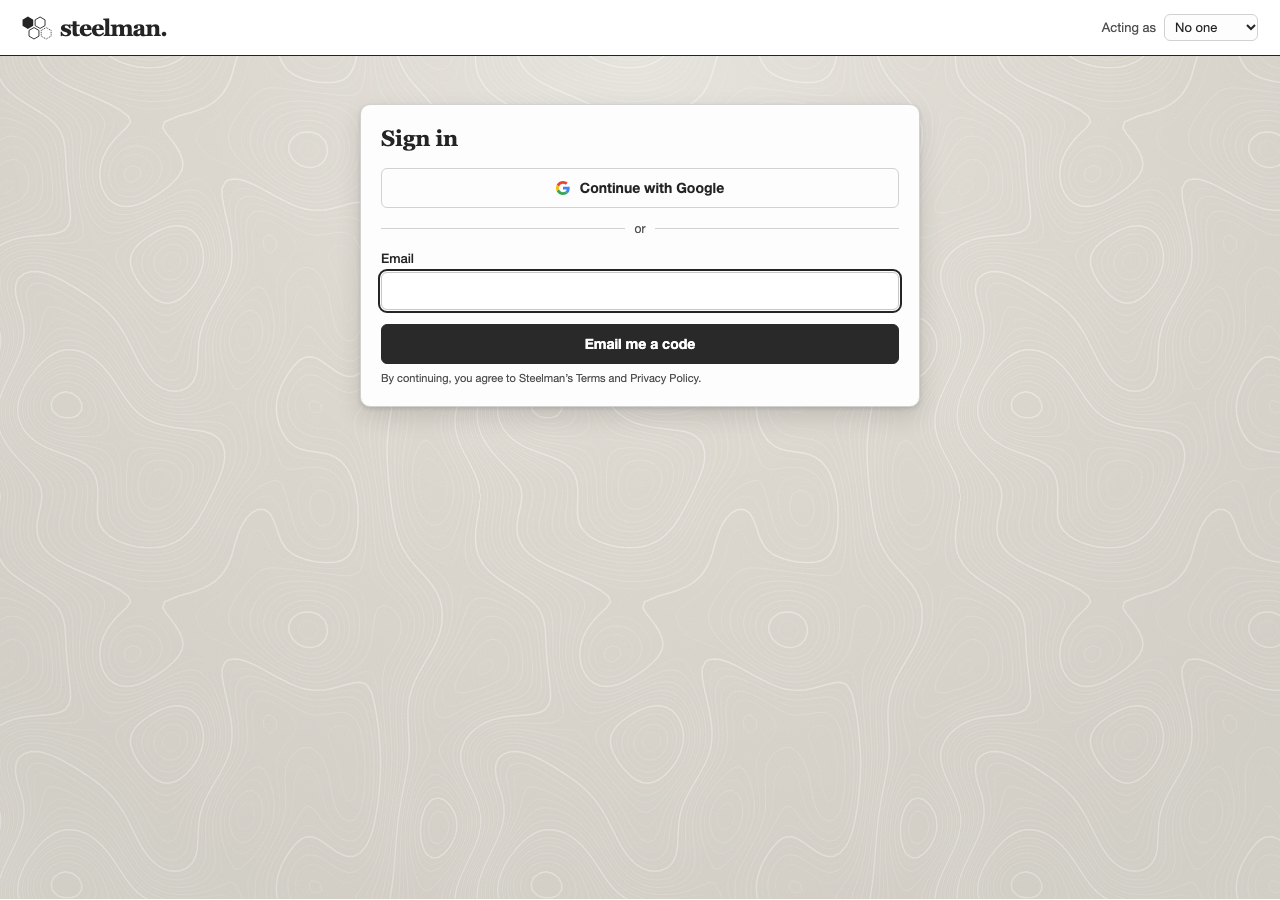 steelman.
Acting as No one
Sign in
Continue with Google
or
Email
Email me a code
By continuing, you agree to Steelman's Terms and Privacy Policy.